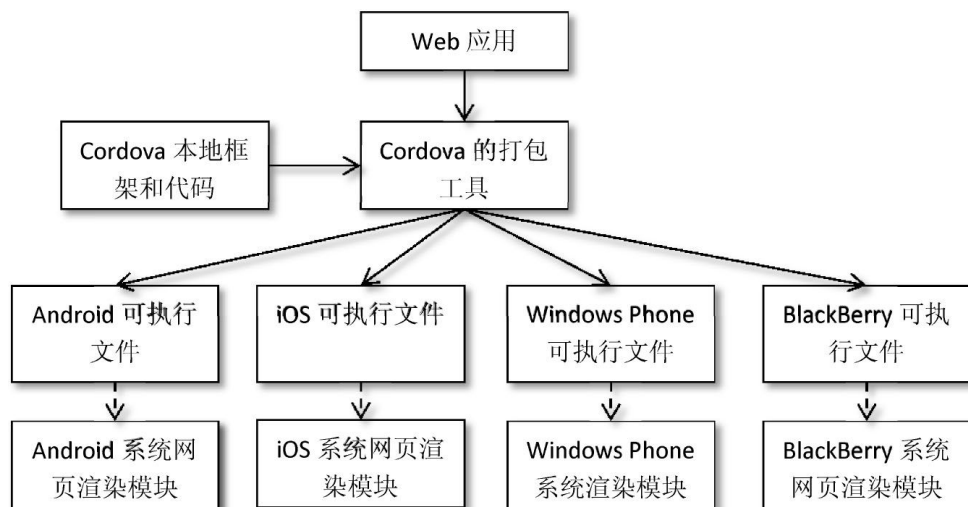 Web 应用
Cordova 本地框
架和代码
Cordova 的打包
工具
Android 可执行
文件
iOS 可执行文件
Windows Phone
可执行文件
BlackBerry 可执
行文件
Android 系统网
页渲染模块
iOS 系统网页渲
染模块
Windows Phone
系统渲染模块
BlackBerry 系统
网页渲染模块